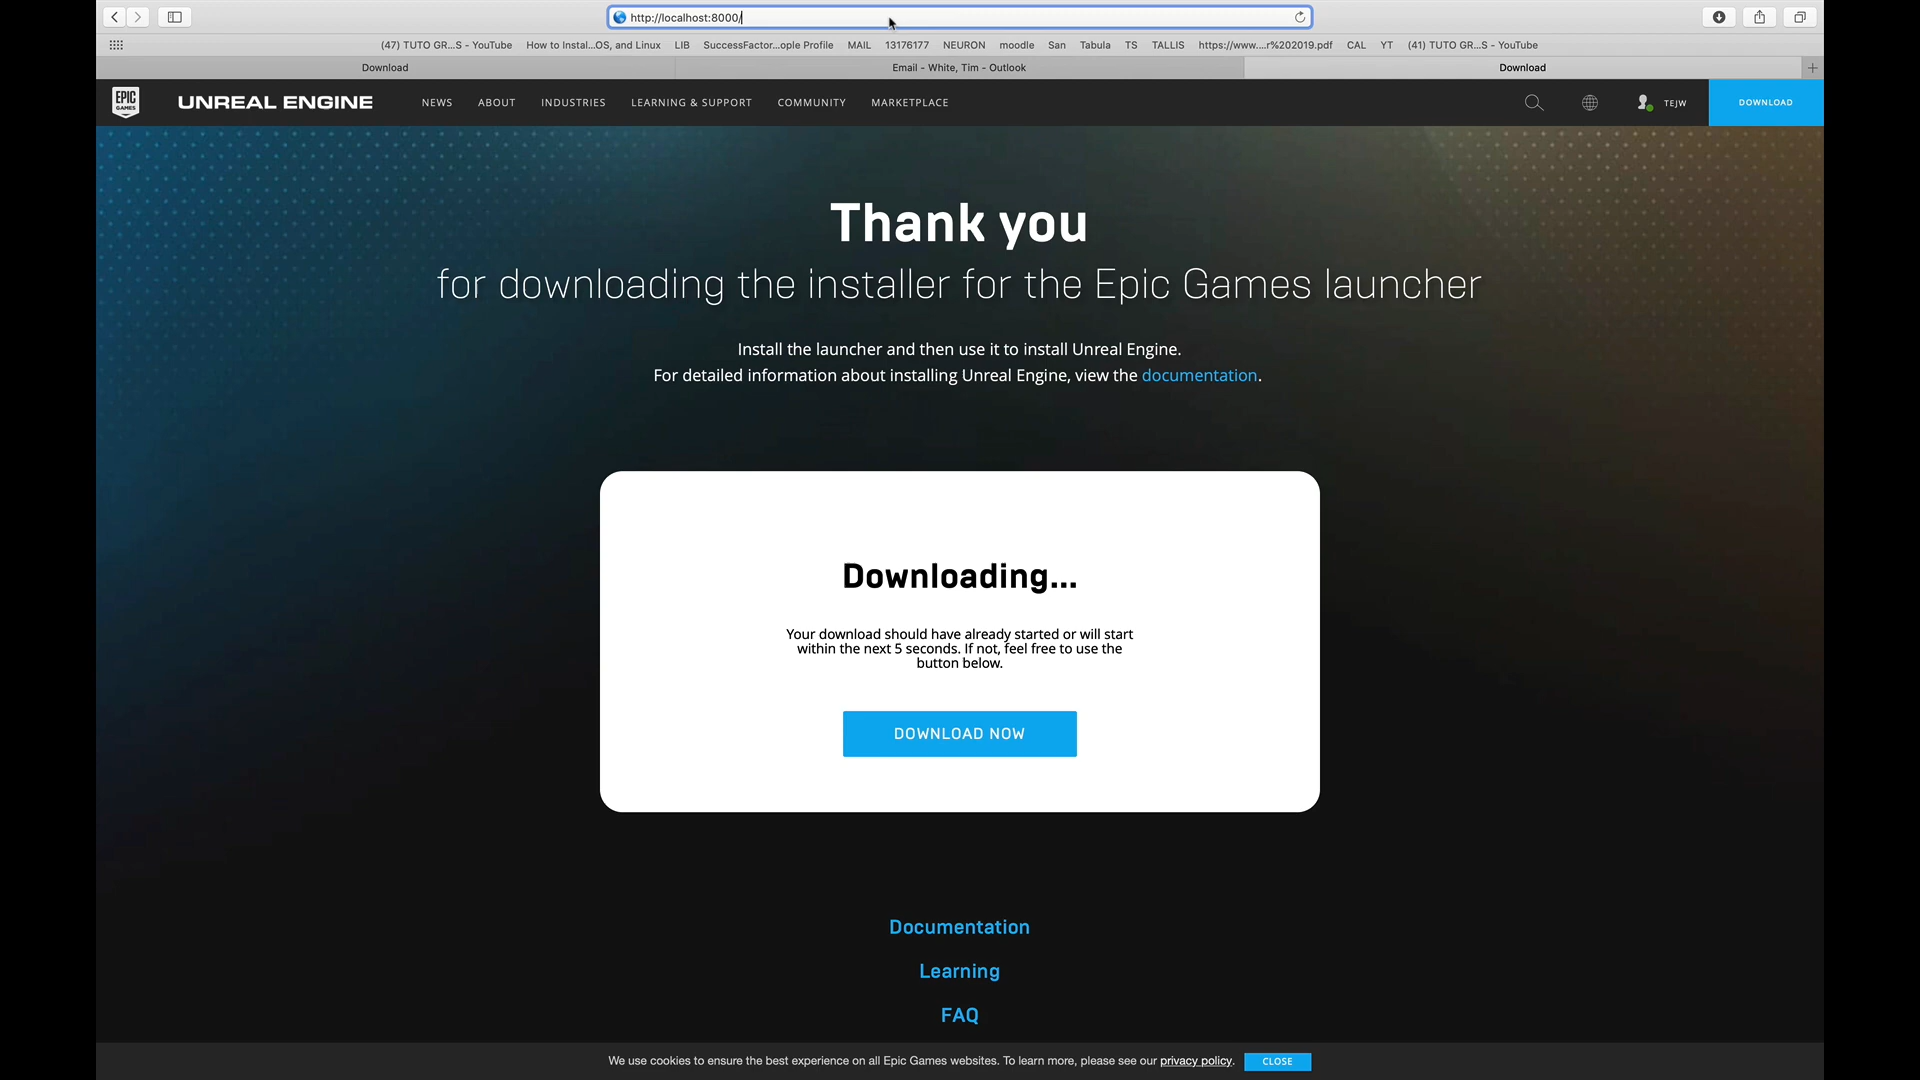 http://localhost:8000/
(47) TUTO GR...S - YouTube How to Instal...OS, and Linux LIB SuccessFactor...ople Profile MAIL 13176177 NEURON moodle San Tabula TS TALLIS https://www....r%202019.pdf CAL YT (41) TUTO GR...S - YouTube
Download Email - White, Tim - Outlook Download
EPIC GAMES UNREAL ENGINE NEWS ABOUT INDUSTRIES LEARNING & SUPPORT COMMUNITY MARKETPLACE TEJW DOWNLOAD
Thank you
for downloading the installer for the Epic Games launcher
Install the launcher and then use it to install Unreal Engine.
For detailed information about installing Unreal Engine, view the documentation.
Downloading...
Your download should have already started or will start
within the next 5 seconds. If not, feel free to use the
button below.
DOWNLOAD NOW
Documentation
Learning
FAQ
We use cookies to ensure the best experience on all Epic Games websites. To learn more, please see our privacy policy. CLOSE